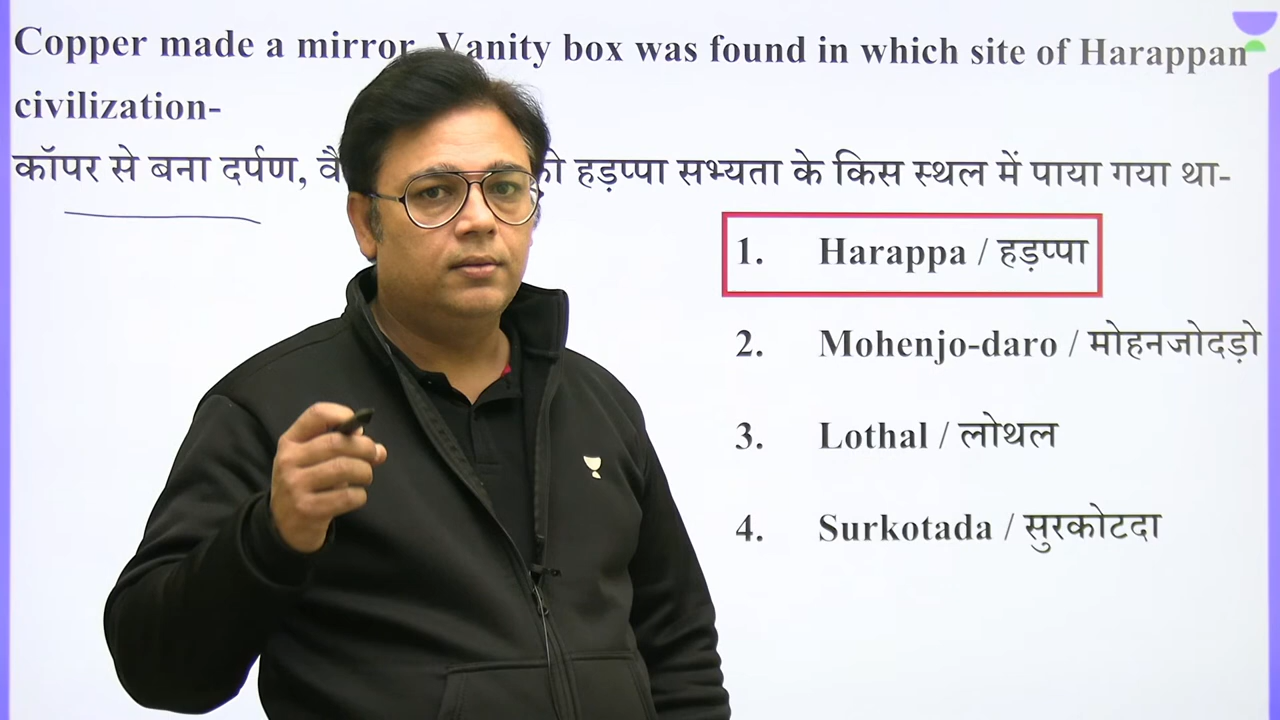 Copper made a mirror, Vanity box was found in which site of Harappan
civilization-
कॉपर से बना दर्पण, हड़प्पा सभ्यता के किस स्थल में पाया गया था-
1. Harappa / हड़प्पा
2. Mohenjo-daro / मोहनजोदड़ो
3. Lothal / लोथल
4. Surkotada / सुरकोटदा